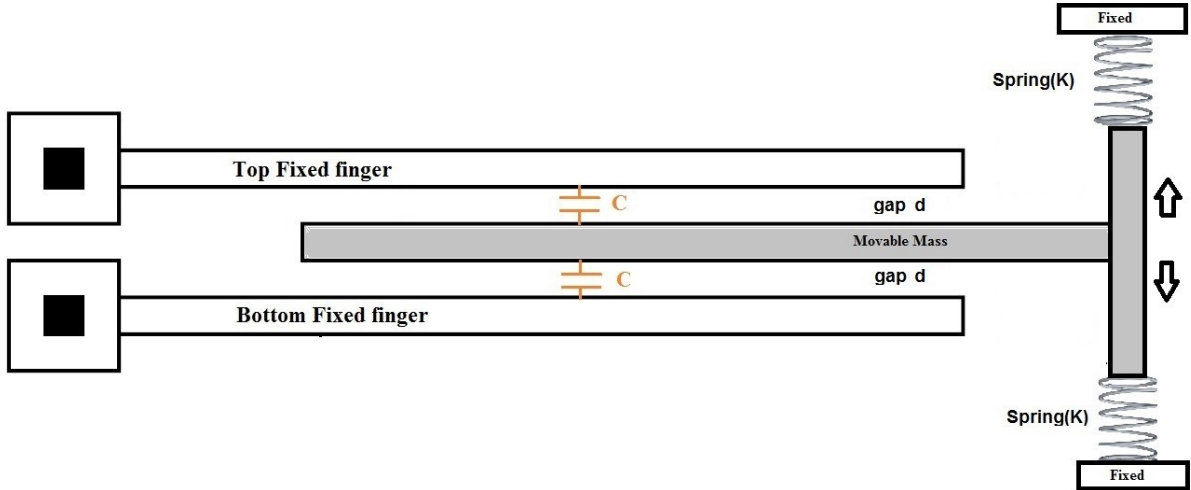 Fixed
Spring(K)
Top Fixed finger
C
gap d
Movable Mass
C
gap d
Bottom Fixed finger
Spring(K)
Fixed